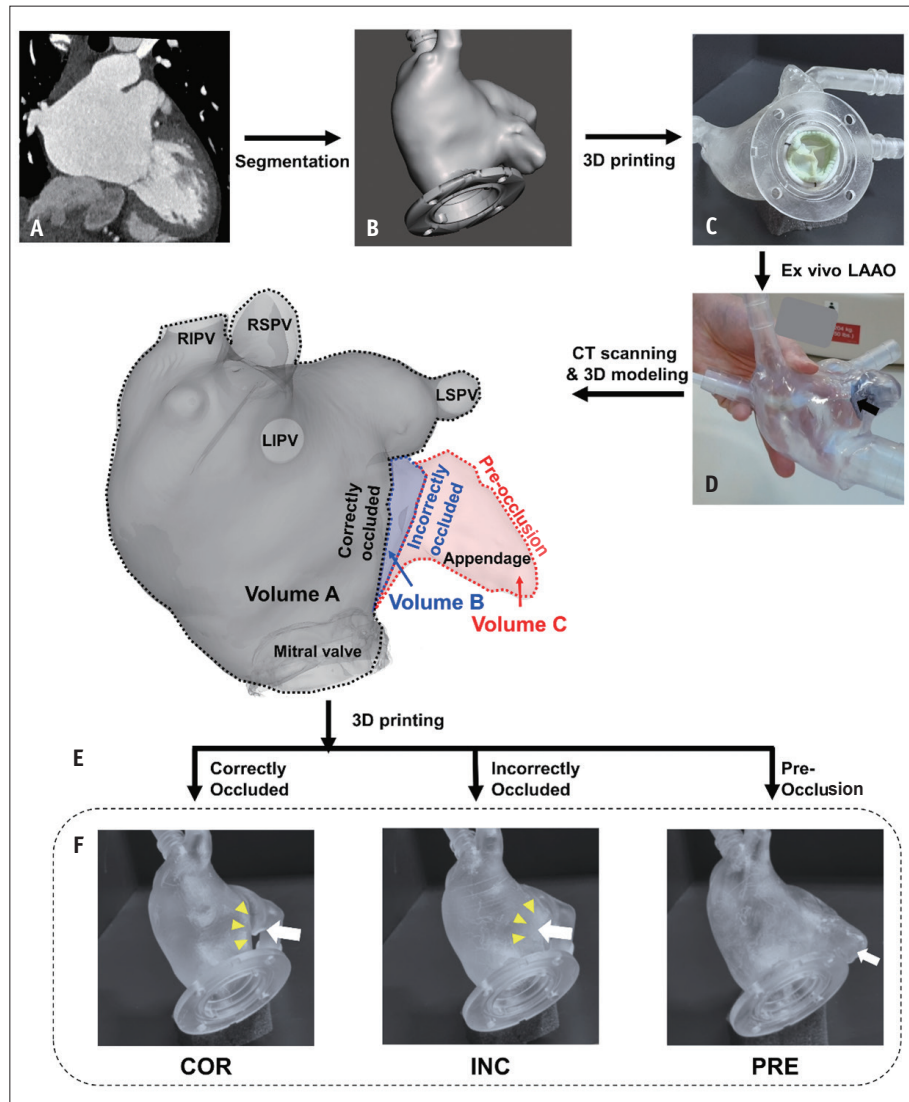 A
Segmentation
B
3D printing
C
Ex vivo LAAO
D
CT scanning
& 3D modeling
RIPV
RSPV
LSPV
LIPV
Correctly
occluded
Incorrectly
occluded
Pre-occlusion
Appendage
Volume A
Volume B
Volume C
Mitral valve
3D printing
E
Correctly
Occluded
Incorrectly
Occluded
Pre-
Occlusion
F
COR
INC
PRE